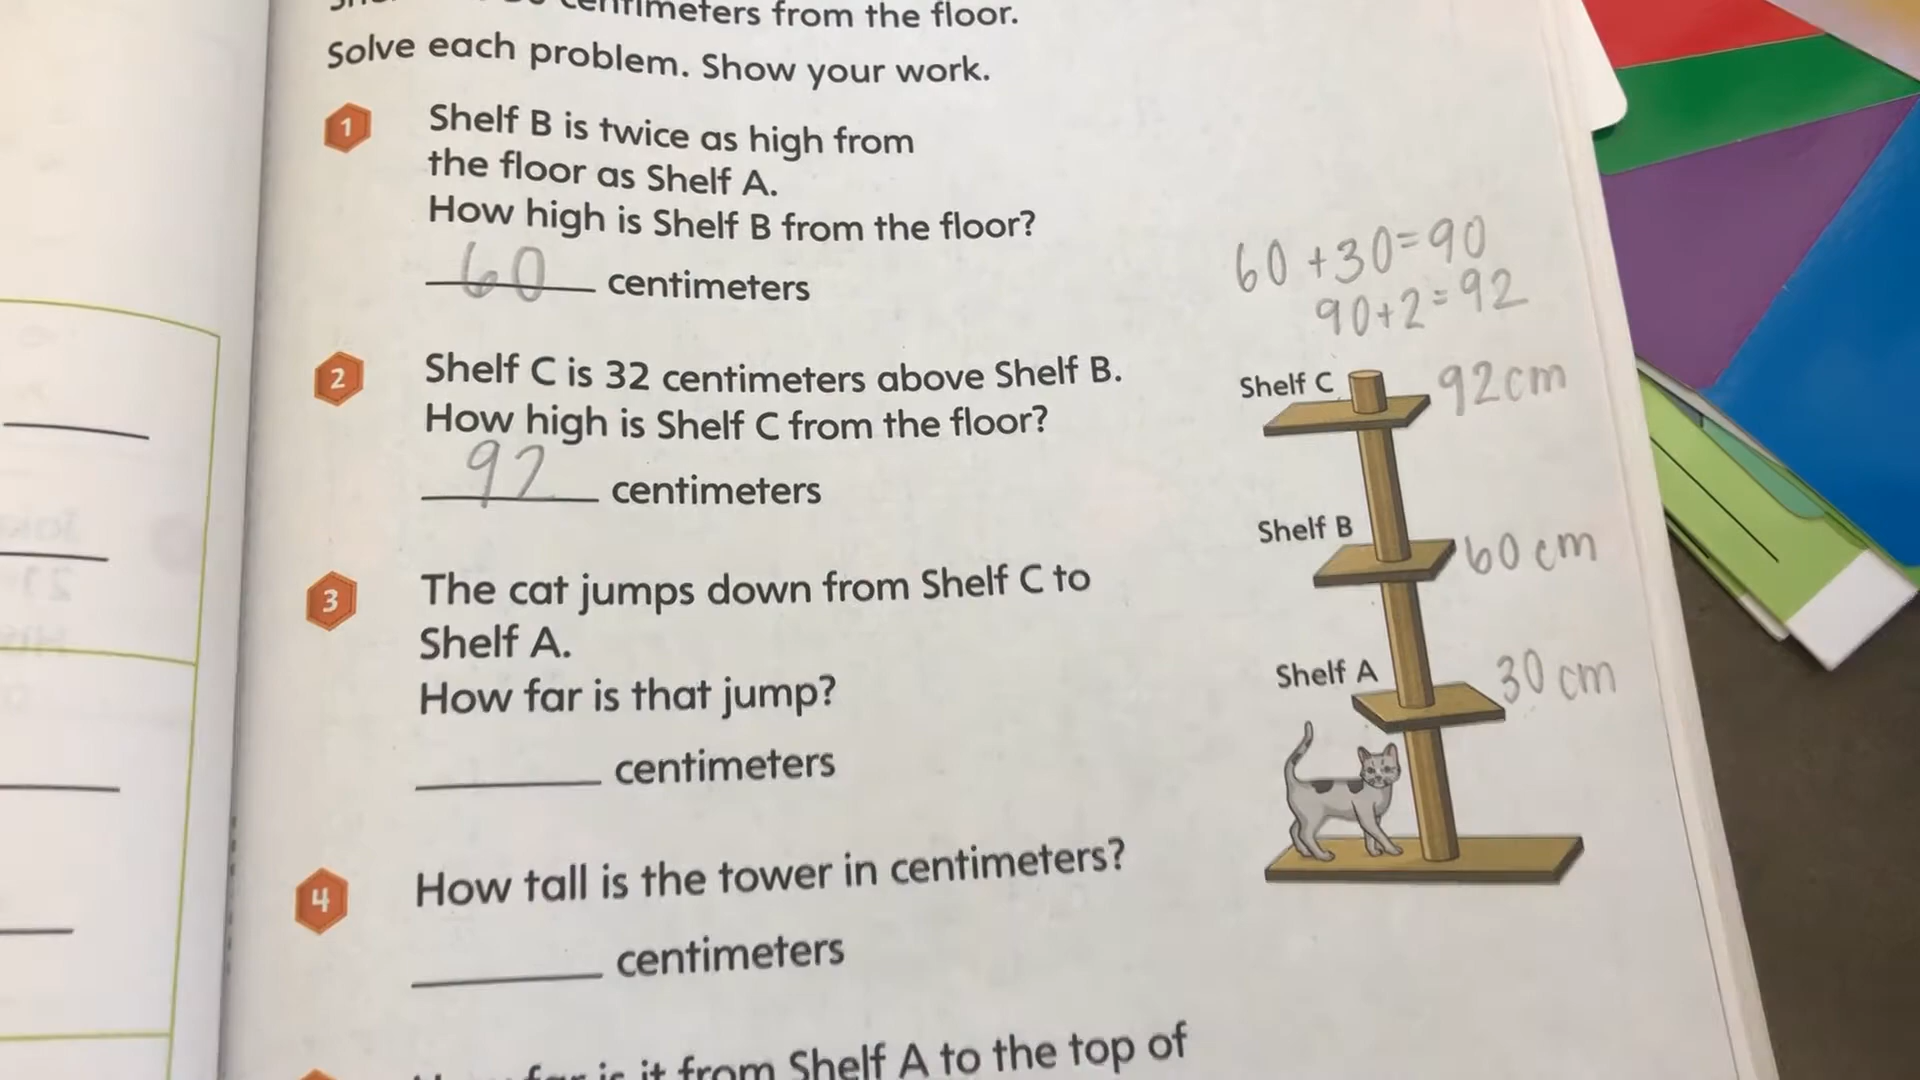 centimeters from the floor.
Solve each problem. Show your work.
1
Shelf B is twice as high from
the floor as Shelf A.
How high is Shelf B from the floor?
60 centimeters
60 + 30 = 90
90 + 2 = 92
2
Shelf C is 32 centimeters above Shelf B.
How high is Shelf C from the floor?
92 centimeters
Shelf C 92 cm
Shelf B 60 cm
Shelf A 30 cm
3
The cat jumps down from Shelf C to
Shelf A.
How far is that jump?
centimeters
4
How tall is the tower in centimeters?
centimeters
far is it from Shelf A to the top of